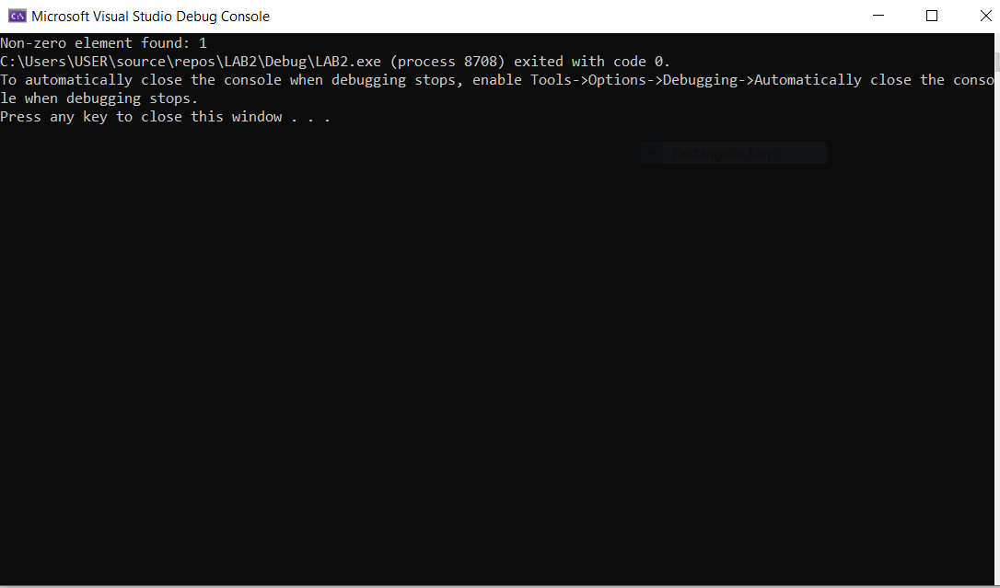 Microsoft Visual Studio Debug Console
Non-zero element found: 1
C:\Users\USER\source\repos\LAB2\Debug\LAB2.exe (process 8708) exited with code 0.
To automatically close the console when debugging stops, enable Tools->Options->Debugging->Automatically close the conso
le when debugging stops.
Press any key to close this window . . .
Rectangular Snip